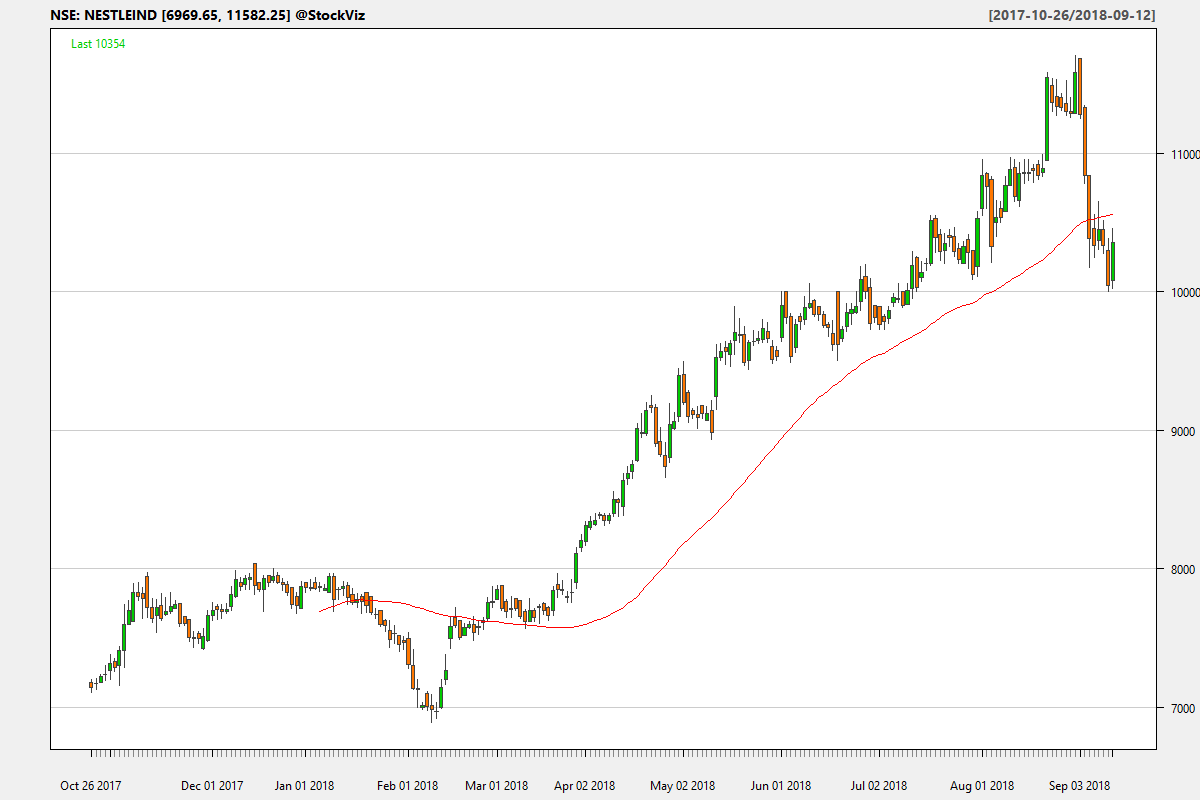 NSE: NESTLEIND [6969.65, 11582.25] @StockViz [2017-10-26/2018-09-12]
Last 10354
11000
10000
9000
8000
7000
Oct 26 2017 Dec 01 2017 Jan 01 2018 Feb 01 2018 Mar 01 2018 Apr 02 2018 May 02 2018 Jun 01 2018 Jul 02 2018 Aug 01 2018 Sep 03 2018